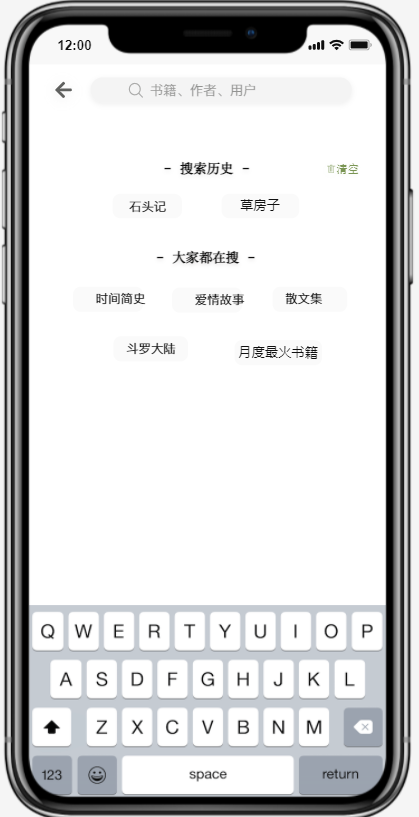 12:00
书籍、作者、用户
- 搜索历史 -
清空
石头记 草房子
- 大家都在搜 -
时间简史 爱情故事 散文集
斗罗大陆 月度最火书籍
Q W E R T Y U I O P
A S D F G H J K L
Z X C V B N M
123 space return